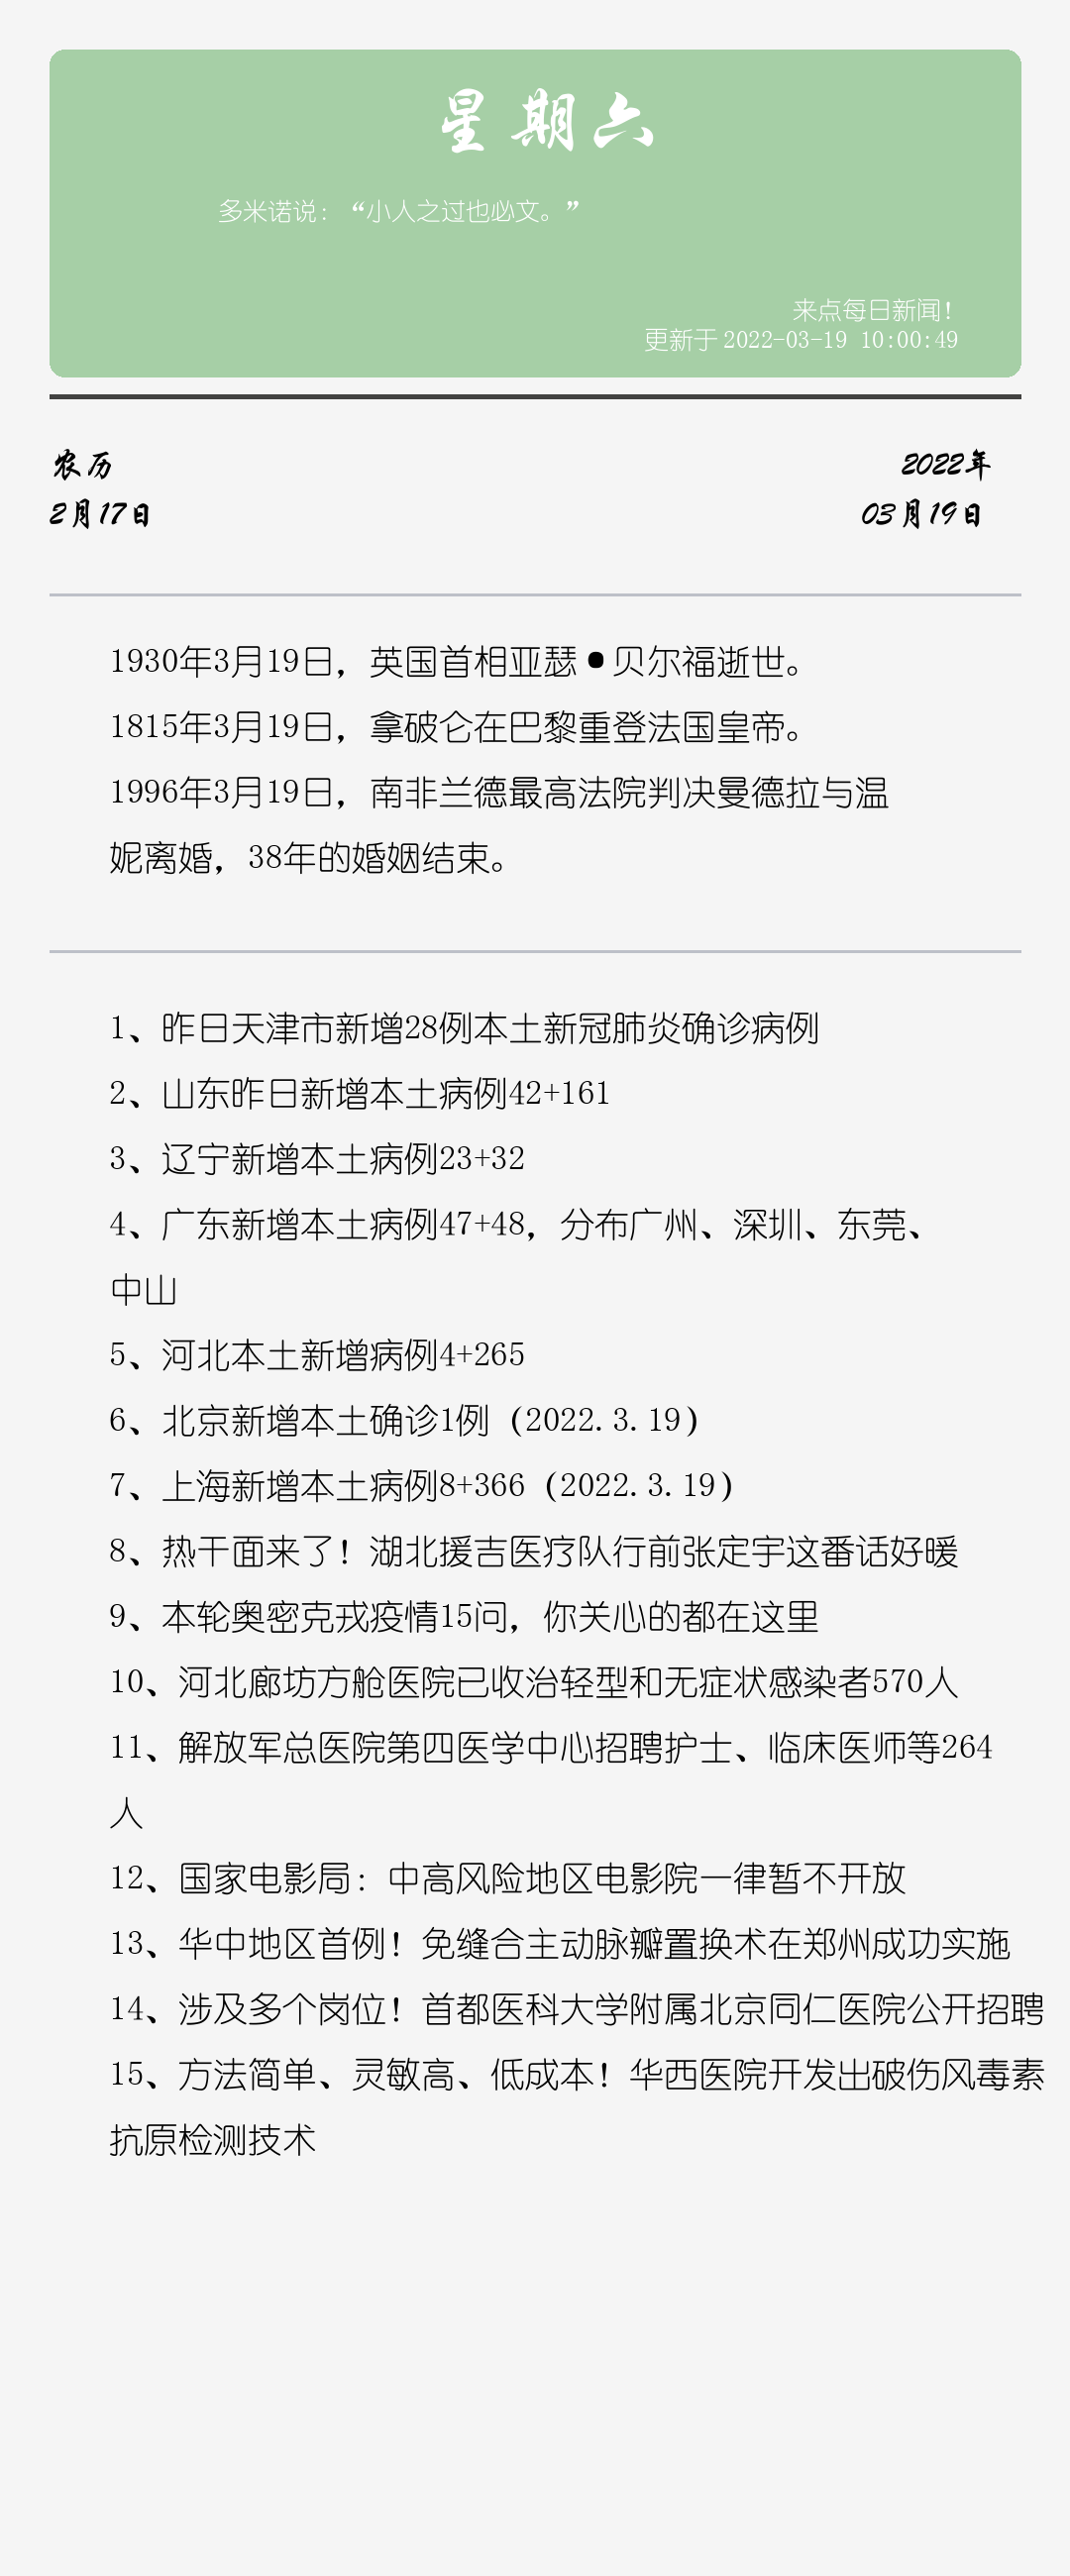 星期六
多米诺说：“小人之过也必文。”
来点每日新闻！
更新于 2022-03-19 10:00:49
农历
2022年
2月17日
03月19日
1930年3月19日，英国首相亚瑟•贝尔福逝世。
1815年3月19日，拿破仑在巴黎重登法国皇帝。
1996年3月19日，南非兰德最高法院判决曼德拉与温
妮离婚，38年的婚姻结束。
1、昨日天津市新增28例本土新冠肺炎确诊病例
2、山东昨日新增本土病例42+161
3、辽宁新增本土病例23+32
4、广东新增本土病例47+48，分布广州、深圳、东莞、
中山
5、河北本土新增病例4+265
6、北京新增本土确诊1例（2022.3.19）
7、上海新增本土病例8+366（2022.3.19）
8、热干面来了！湖北援吉医疗队行前张定宇这番话好暖
9、本轮奥密克戎疫情15问，你关心的都在这里
10、河北廊坊方舱医院已收治轻型和无症状感染者570人
11、解放军总医院第四医学中心招聘护士、临床医师等264
人
12、国家电影局：中高风险地区电影院一律暂不开放
13、华中地区首例！免缝合主动脉瓣置换术在郑州成功实施
14、涉及多个岗位！首都医科大学附属北京同仁医院公开招聘
15、方法简单、灵敏高、低成本！华西医院开发出破伤风毒素
抗原检测技术